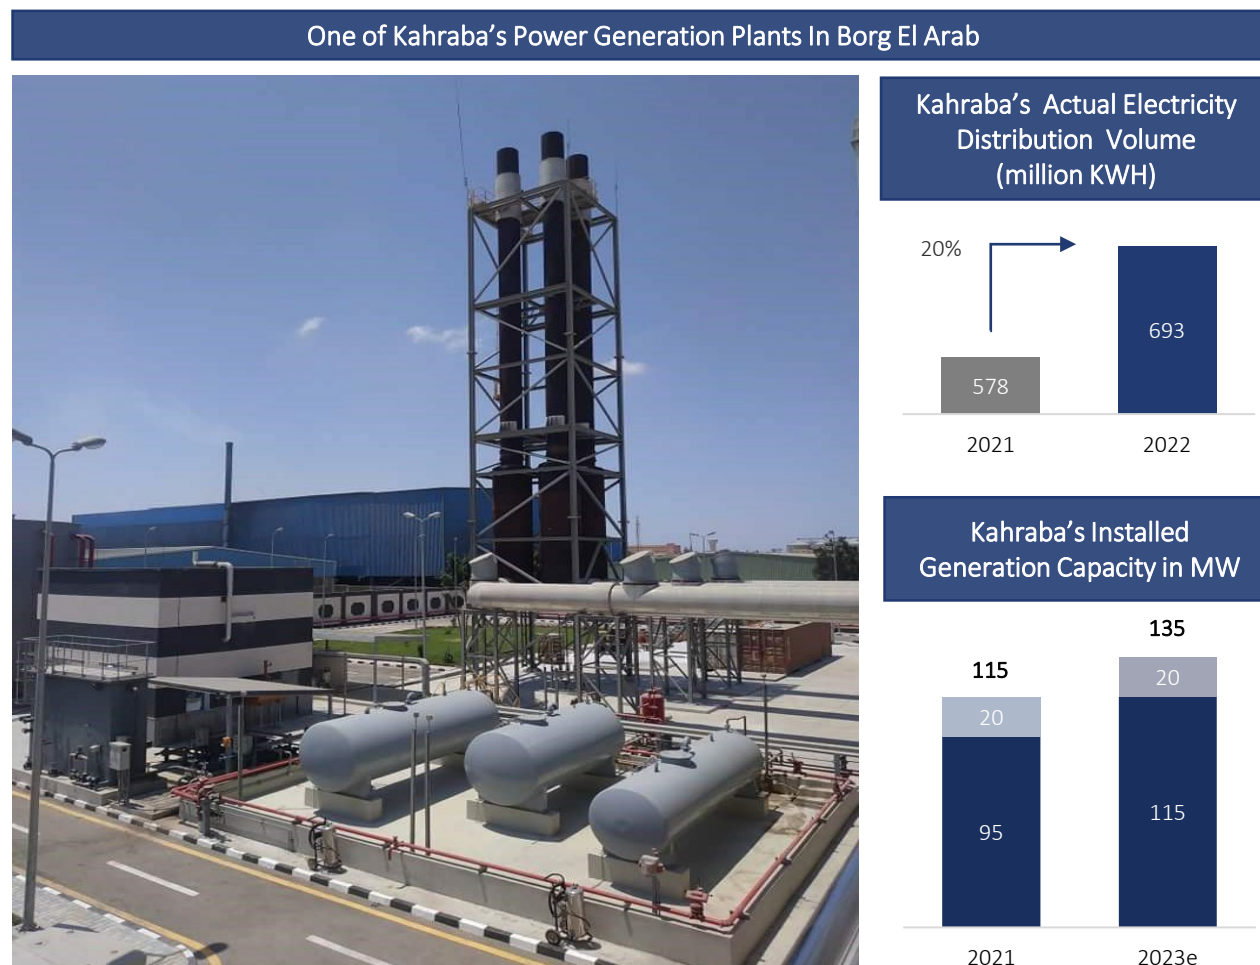 One of Kahraba's Power Generation Plants In Borg El Arab
Kahraba's Actual Electricity
Distribution Volume
(million KWH)
20%
693
578
2021
2022
Kahraba's Installed
Generation Capacity in MW
135
115
20
20
95
115
2021
2023e